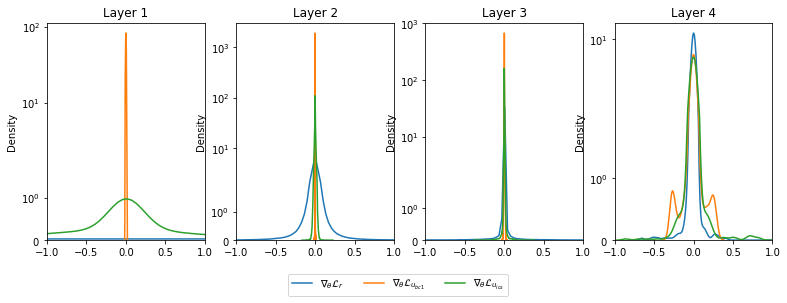 Layer 1 Layer 2 Layer 3 Layer 4
Density Density Density Density
10² 10¹ 10⁰ 0
10³ 10² 10¹ 10⁰ 0
10³ 10² 10¹ 10⁰ 0
10¹ 10⁰ 0
−1.0 −0.5 0.0 0.5 1.0 −1.0 −0.5 0.0 0.5 1.0 −1.0 −0.5 0.0 0.5 1.0 −1.0 −0.5 0.0 0.5 1.0
∇θℒr ∇θℒu_bc1 ∇θℒu_ics